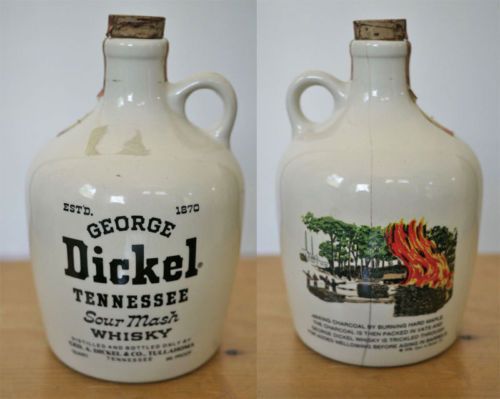 EST'D. 1870
GEORGE
Dickel®
TENNESSEE
Sour Mash
WHISKY
DISTILLED AND BOTTLED ONLY BY
GEO. A. DICKEL & CO., TULLAHOMA
TENNESSEE
MAKING CHARCOAL BY BURNING HARD MAPLE.
THE CHARCOAL IS THEN PACKED IN VATS AND
GEORGE DICKEL WHISKY IS TRICKLED THROUGH
FOR ADDED MELLOWING BEFORE AGING IN BARRELS